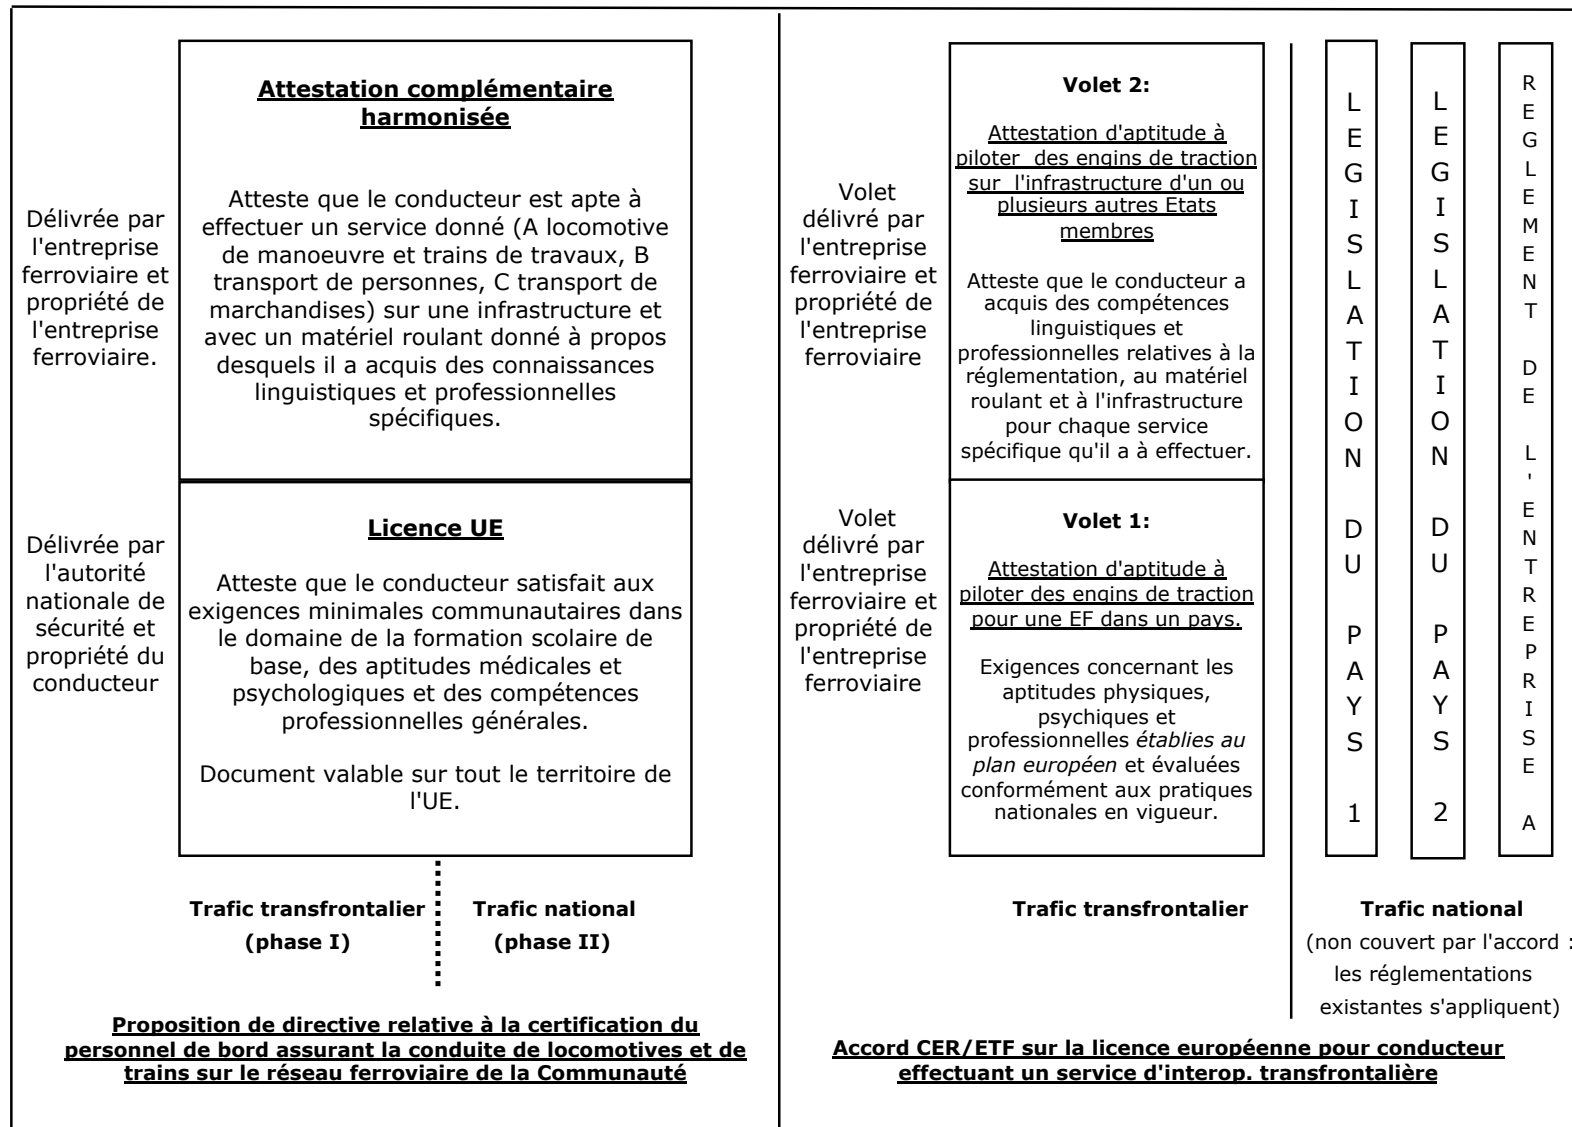 Délivrée par
l'entreprise
ferroviaire et
propriété de
l'entreprise
ferroviaire.
Attestation complémentaire
harmonisée
Atteste que le conducteur est apte à
effectuer un service donné (A locomotive
de manoeuvre et trains de travaux, B
transport de personnes, C transport de
marchandises) sur une infrastructure et
avec un matériel roulant donné à propos
desquels il a acquis des connaissances
linguistiques et professionnelles
spécifiques.
Délivrée par
l'autorité
nationale de
sécurité et
propriété du
conducteur
Licence UE
Atteste que le conducteur satisfait aux
exigences minimales communautaires dans
le domaine de la formation scolaire de
base, des aptitudes médicales et
psychologiques et des compétences
professionnelles générales.
Document valable sur tout le territoire de
l'UE.
Trafic transfrontalier
(phase I)
Trafic national
(phase II)
Proposition de directive relative à la certification du
personnel de bord assurant la conduite de locomotives et de
trains sur le réseau ferroviaire de la Communauté
Volet
délivré par
l'entreprise
ferroviaire et
propriété de
l'entreprise
ferroviaire
Volet 2:
Attestation d'aptitude à
piloter des engins de traction
sur l'infrastructure d'un ou
plusieurs autres Etats
membres
Atteste que le conducteur a
acquis des compétences
linguistiques et
professionnelles relatives à la
réglementation, au matériel
roulant et à l'infrastructure
pour chaque service
spécifique qu'il a à effectuer.
Volet
délivré par
l'entreprise
ferroviaire et
propriété de
l'entreprise
ferroviaire
Volet 1:
Attestation d'aptitude à
piloter des engins de traction
pour une EF dans un pays.
Exigences concernant les
aptitudes physiques,
psychiques et
professionnelles établies au
plan européen et évaluées
conformément aux pratiques
nationales en vigueur.
Trafic transfrontalier
LEGISLATION DU PAYS 1
LEGISLATION DU PAYS 2
REGLEMENT DE L'ENTREPRISE A
Trafic national
(non couvert par l'accord :
les réglementations
existantes s'appliquent)
Accord CER/ETF sur la licence européenne pour conducteur
effectuant un service d'interop. transfrontalière